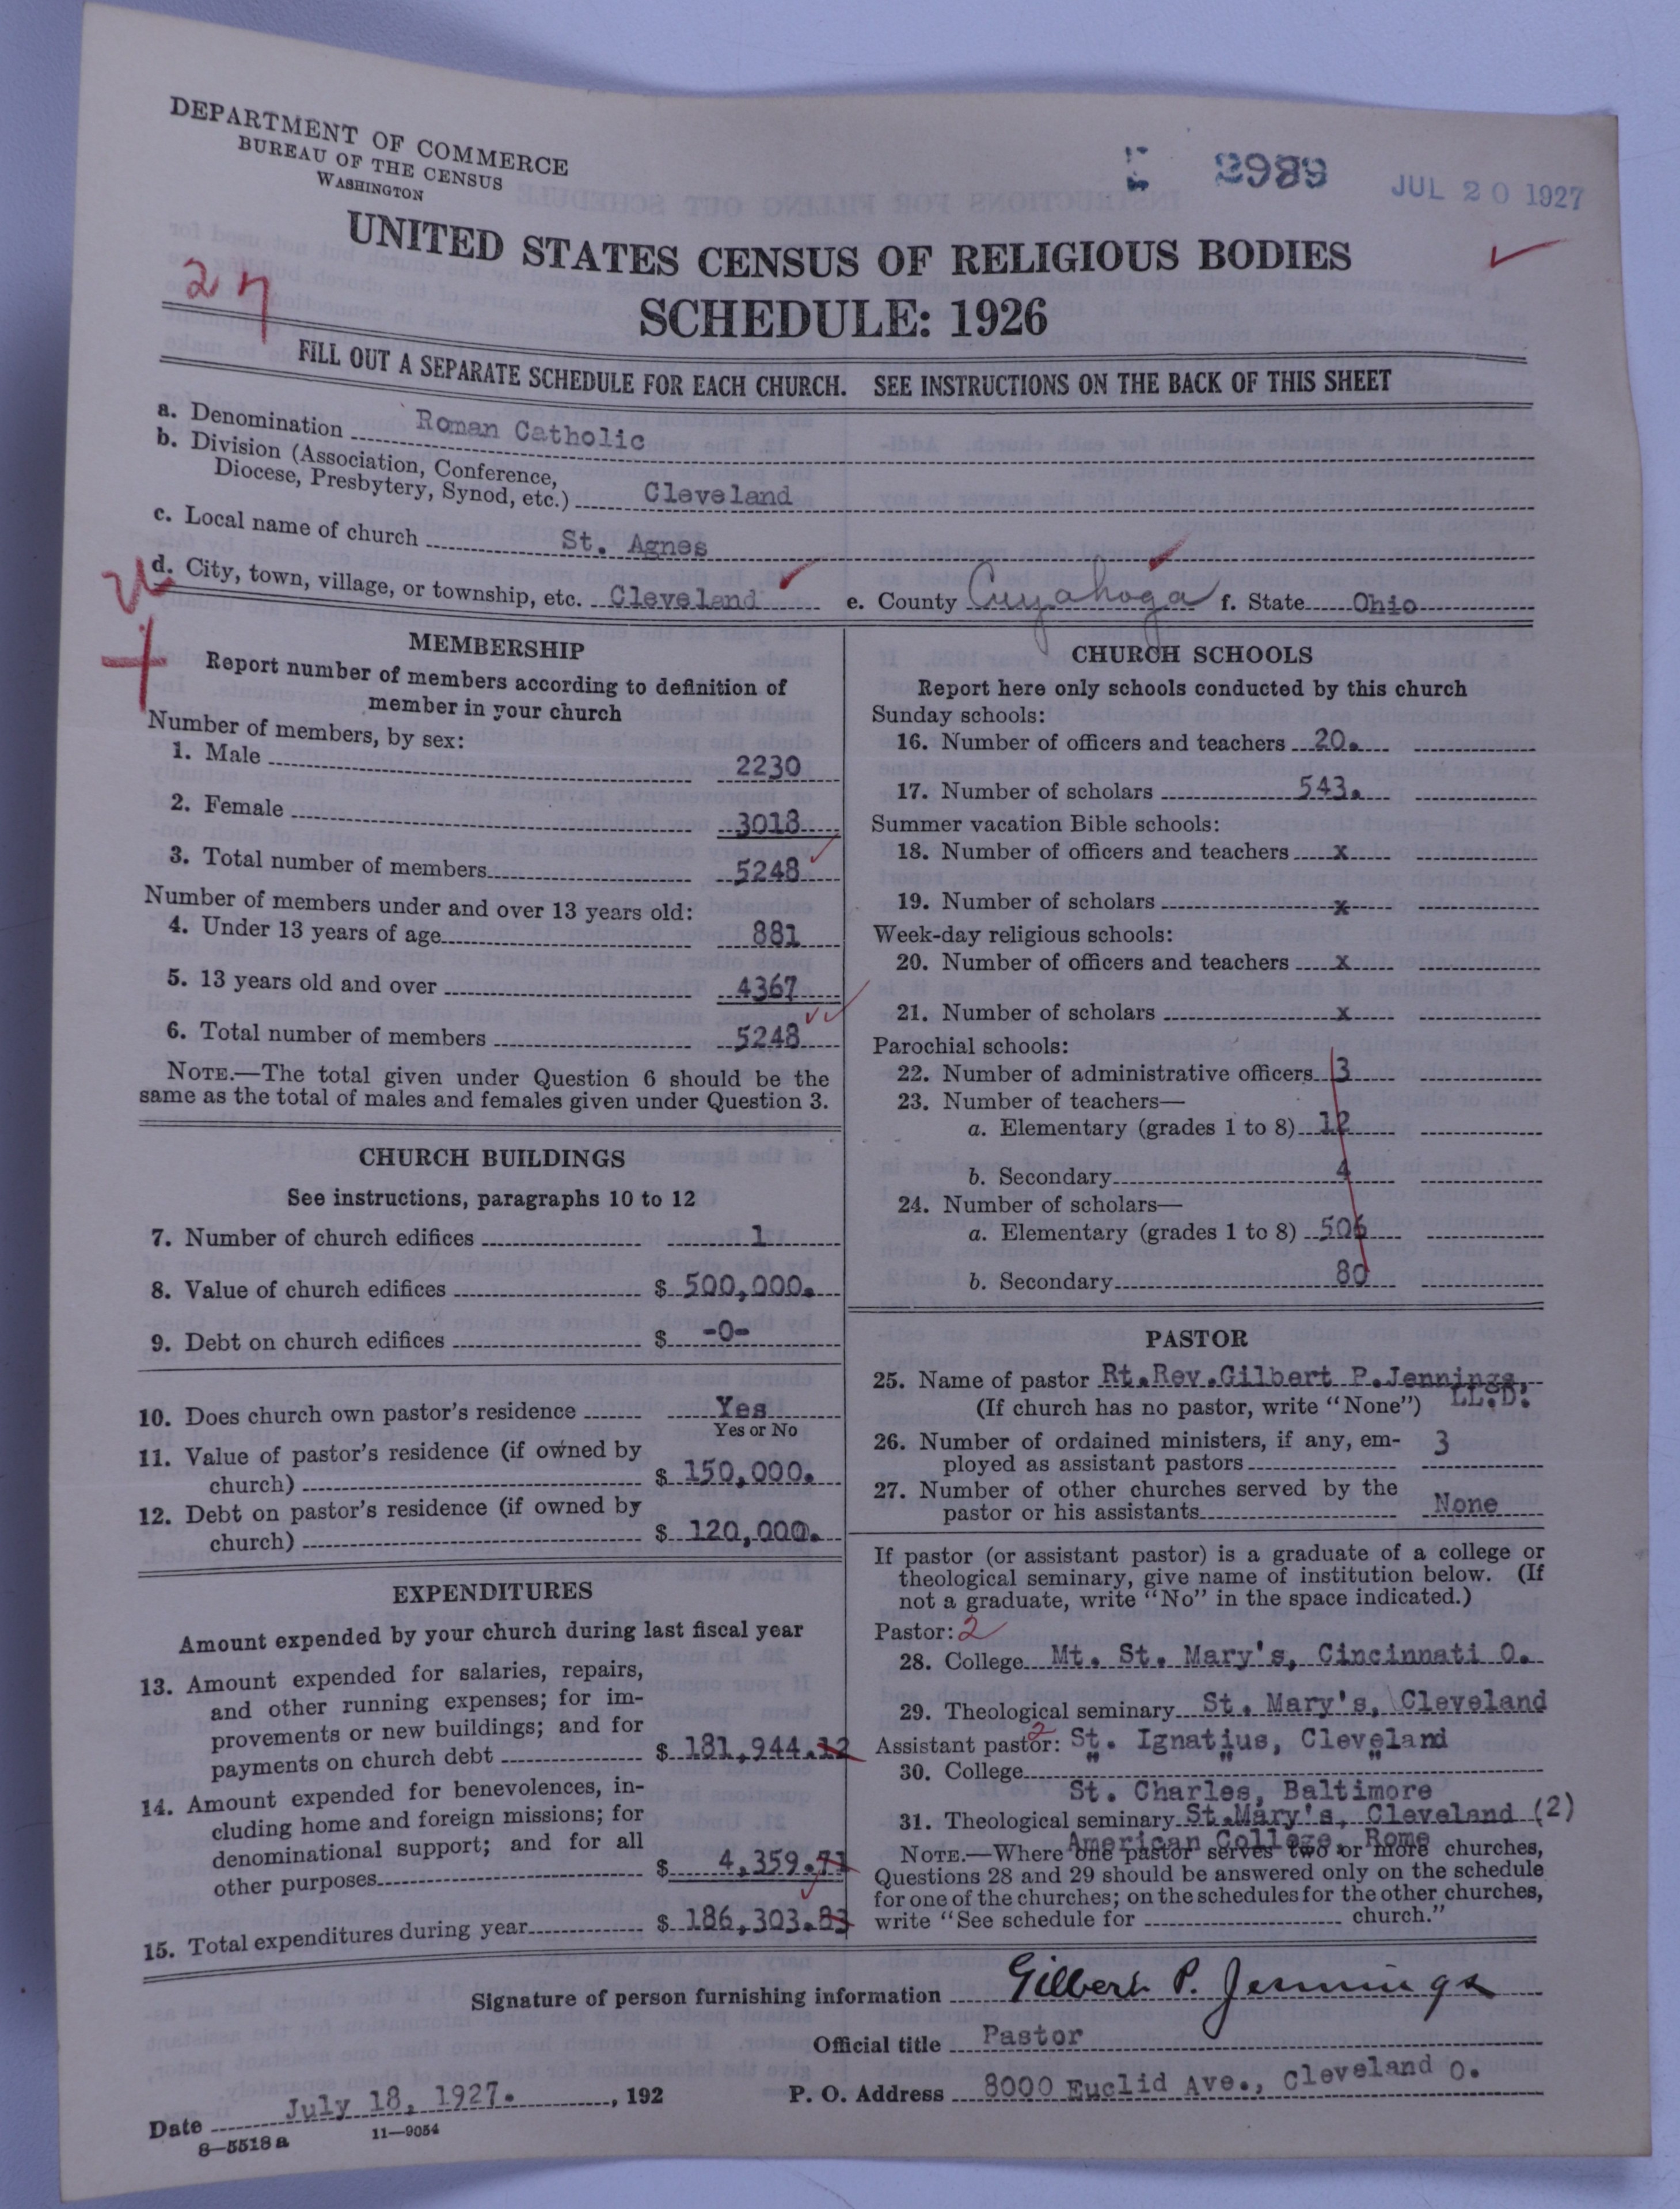 DEPARTMENT OF COMMERCE
BUREAU OF THE CENSUS
WASHINGTON
2989 JUL 20 1927
UNITED STATES CENSUS OF RELIGIOUS BODIES
27
SCHEDULE: 1926
FILL OUT A SEPARATE SCHEDULE FOR EACH CHURCH. SEE INSTRUCTIONS ON THE BACK OF THIS SHEET
a. Denomination Roman Catholic
b. Division (Association, Conference,
Diocese, Presbytery, Synod, etc.) Cleveland
c. Local name of church St. Agnes
d. City, town, village, or township, etc. Cleveland e. County Cuyahoga f. State Ohio
MEMBERSHIP
Report number of members according to definition of
member in your church
Number of members, by sex:
1. Male 2230
2. Female 3018
3. Total number of members 5248
Number of members under and over 13 years old:
4. Under 13 years of age 881
5. 13 years old and over 4367
6. Total number of members 5248
NOTE.—The total given under Question 6 should be the
same as the total of males and females given under Question 3.
CHURCH BUILDINGS
See instructions, paragraphs 10 to 12
7. Number of church edifices 1
8. Value of church edifices $ 500,000.
9. Debt on church edifices $ -0-
10. Does church own pastor's residence Yes
Yes or No
11. Value of pastor's residence (if owned by
church) $ 150,000.
12. Debt on pastor's residence (if owned by
church) $ 120,000.
EXPENDITURES
Amount expended by your church during last fiscal year
13. Amount expended for salaries, repairs,
and other running expenses; for im-
provements or new buildings; and for
payments on church debt $ 181,944.12
14. Amount expended for benevolences, in-
cluding home and foreign missions; for
denominational support; and for all
other purposes $ 4,359.71
15. Total expenditures during year $ 186,303.83
CHURCH SCHOOLS
Report here only schools conducted by this church
Sunday schools:
16. Number of officers and teachers 20.
17. Number of scholars 543.
Summer vacation Bible schools:
18. Number of officers and teachers x
19. Number of scholars x
Week-day religious schools:
20. Number of officers and teachers x
21. Number of scholars x
Parochial schools:
22. Number of administrative officers 3
23. Number of teachers—
a. Elementary (grades 1 to 8) 12
b. Secondary 4
24. Number of scholars—
a. Elementary (grades 1 to 8) 506
b. Secondary 80
PASTOR
25. Name of pastor Rt.Rev.Gilbert P.Jennings,
(If church has no pastor, write "None") LL.D.
26. Number of ordained ministers, if any, em-
ployed as assistant pastors 3
27. Number of other churches served by the
pastor or his assistants None
If pastor (or assistant pastor) is a graduate of a college or
theological seminary, give name of institution below. (If
not a graduate, write "No" in the space indicated.)
Pastor: 2
28. College Mt. St. Mary's, Cincinnati O.
29. Theological seminary St. Mary's, Cleveland
Assistant pastor: 2 St. Ignatius, Cleveland
30. College " " "
St. Charles, Baltimore
31. Theological seminary St.Mary's, Cleveland (2)
American College, Rome
NOTE.—Where one pastor serves two or more churches,
Questions 28 and 29 should be answered only on the schedule
for one of the churches; on the schedules for the other churches,
write "See schedule for church."
Signature of person furnishing information Gilbert P. Jennings
Official title Pastor
Date July 18, 1927. , 192 P. O. Address 8000 Euclid Ave., Cleveland O.
8—5518 a 11—9054